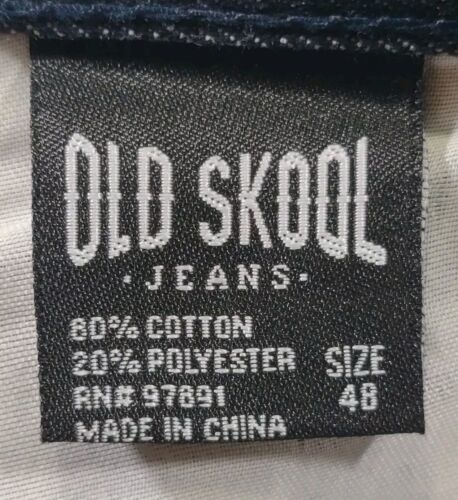 OLD SKOOL
· JEANS ·
80% COTTON
20% POLYESTER
RN# 97891
MADE IN CHINA
SIZE
48